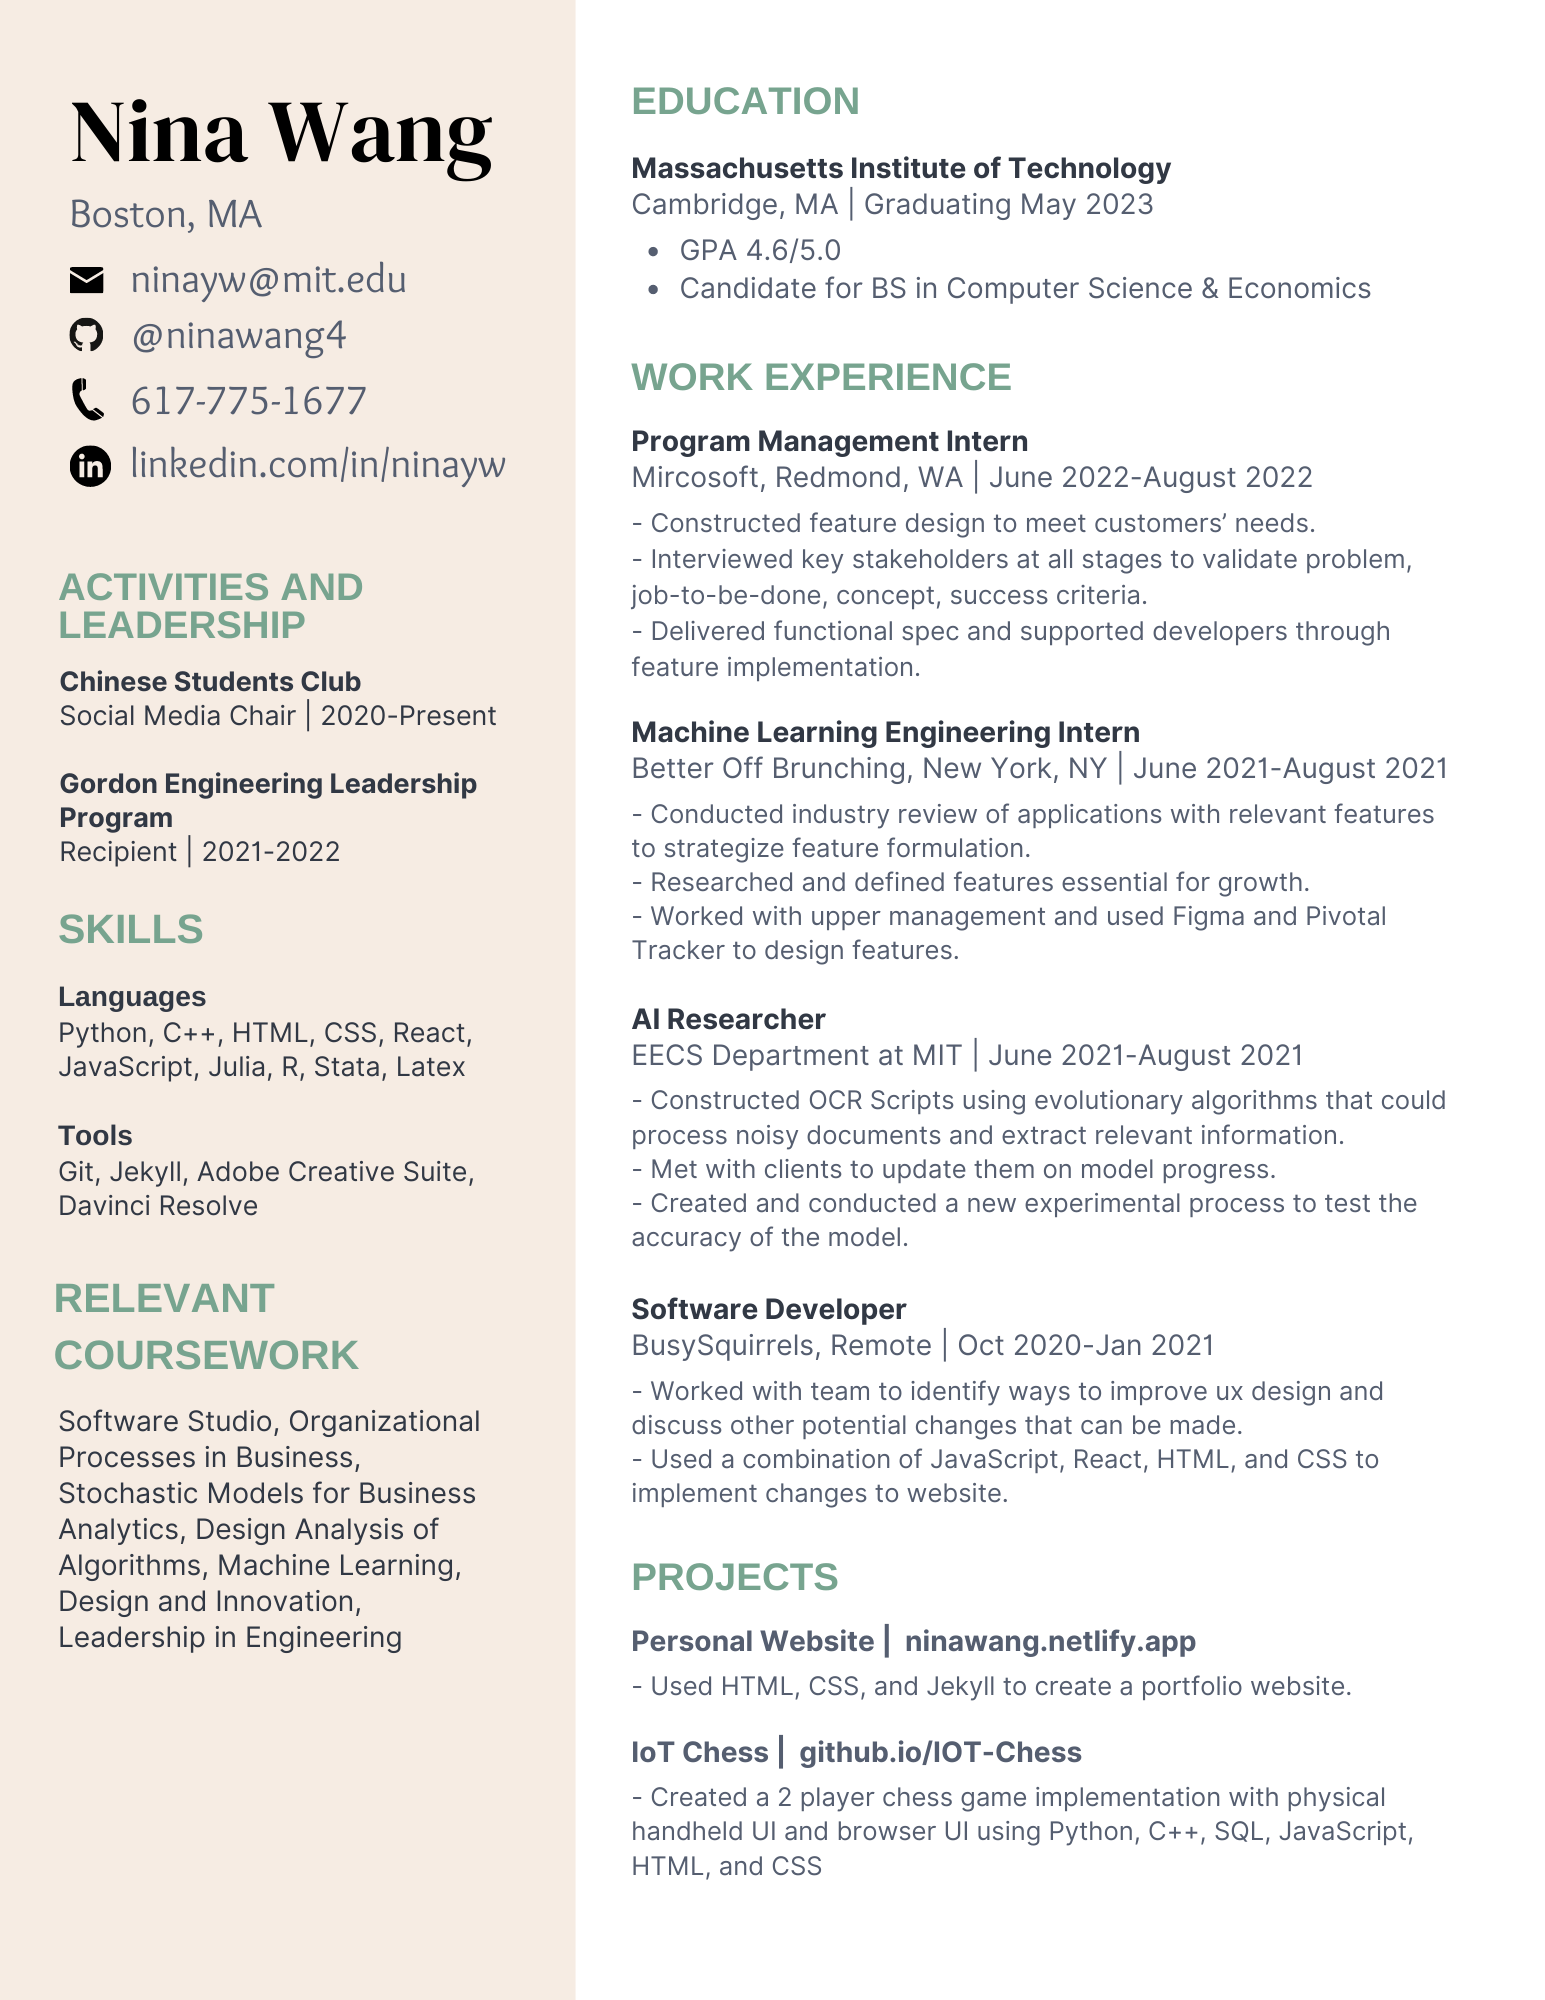 Nina Wang
Boston, MA
ninayw@mit.edu
@ninawang4
617-775-1677
linkedin.com/in/ninayw
ACTIVITIES AND
LEADERSHIP
Chinese Students Club
Social Media Chair | 2020-Present
Gordon Engineering Leadership
Program
Recipient | 2021-2022
SKILLS
Languages
Python, C++, HTML, CSS, React,
JavaScript, Julia, R, Stata, Latex
Tools
Git, Jekyll, Adobe Creative Suite,
Davinci Resolve
RELEVANT
COURSEWORK
Software Studio, Organizational
Processes in Business,
Stochastic Models for Business
Analytics, Design Analysis of
Algorithms, Machine Learning,
Design and Innovation,
Leadership in Engineering
EDUCATION
Massachusetts Institute of Technology
Cambridge, MA | Graduating May 2023
• GPA 4.6/5.0
• Candidate for BS in Computer Science & Economics
WORK EXPERIENCE
Program Management Intern
Mircosoft, Redmond, WA | June 2022-August 2022
- Constructed feature design to meet customers’ needs.
- Interviewed key stakeholders at all stages to validate problem,
job-to-be-done, concept, success criteria.
- Delivered functional spec and supported developers through
feature implementation.
Machine Learning Engineering Intern
Better Off Brunching, New York, NY | June 2021-August 2021
- Conducted industry review of applications with relevant features
to strategize feature formulation.
- Researched and defined features essential for growth.
- Worked with upper management and used Figma and Pivotal
Tracker to design features.
AI Researcher
EECS Department at MIT | June 2021-August 2021
- Constructed OCR Scripts using evolutionary algorithms that could
process noisy documents and extract relevant information.
- Met with clients to update them on model progress.
- Created and conducted a new experimental process to test the
accuracy of the model.
Software Developer
BusySquirrels, Remote | Oct 2020-Jan 2021
- Worked with team to identify ways to improve ux design and
discuss other potential changes that can be made.
- Used a combination of JavaScript, React, HTML, and CSS to
implement changes to website.
PROJECTS
Personal Website | ninawang.netlify.app
- Used HTML, CSS, and Jekyll to create a portfolio website.
IoT Chess | github.io/IOT-Chess
- Created a 2 player chess game implementation with physical
handheld UI and browser UI using Python, C++, SQL, JavaScript,
HTML, and CSS